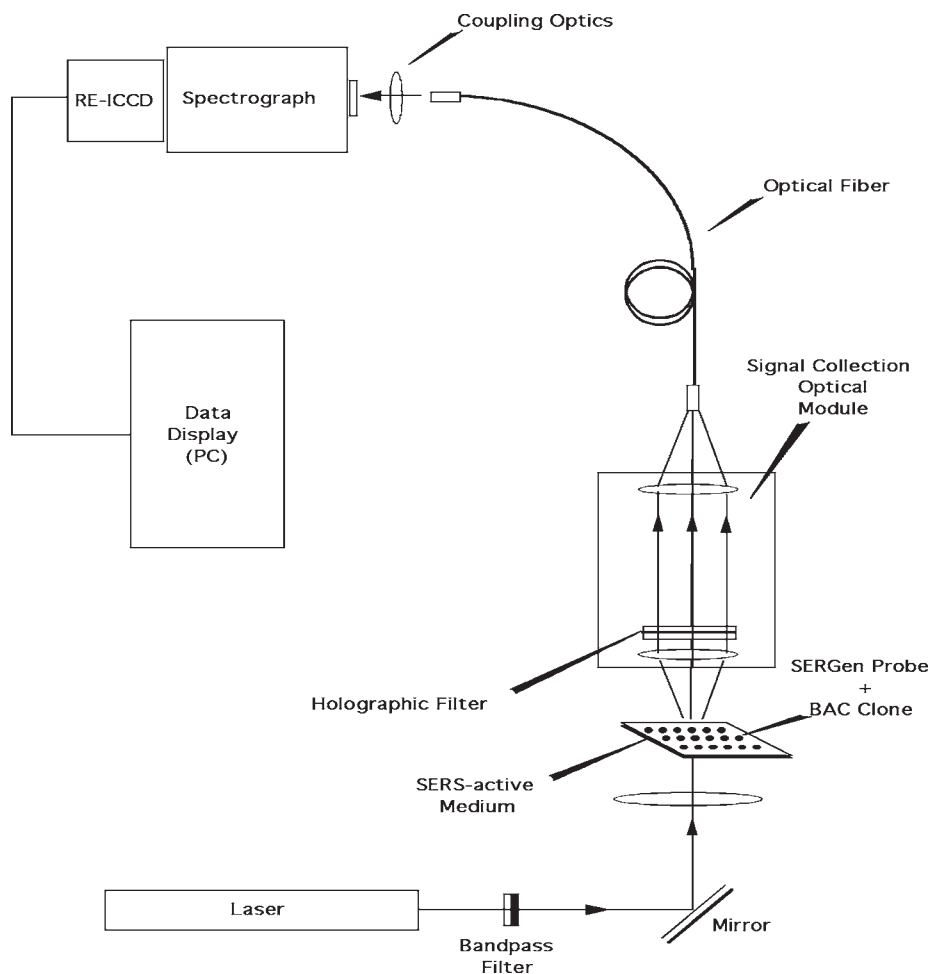 Coupling Optics
RE-ICCD
Spectrograph
Optical Fiber
Signal Collection
Optical
Module
Data
Display
(PC)
SERGen Probe
+
BAC Clone
Holographic Filter
SERS-active
Medium
Laser
Mirror
Bandpass
Filter